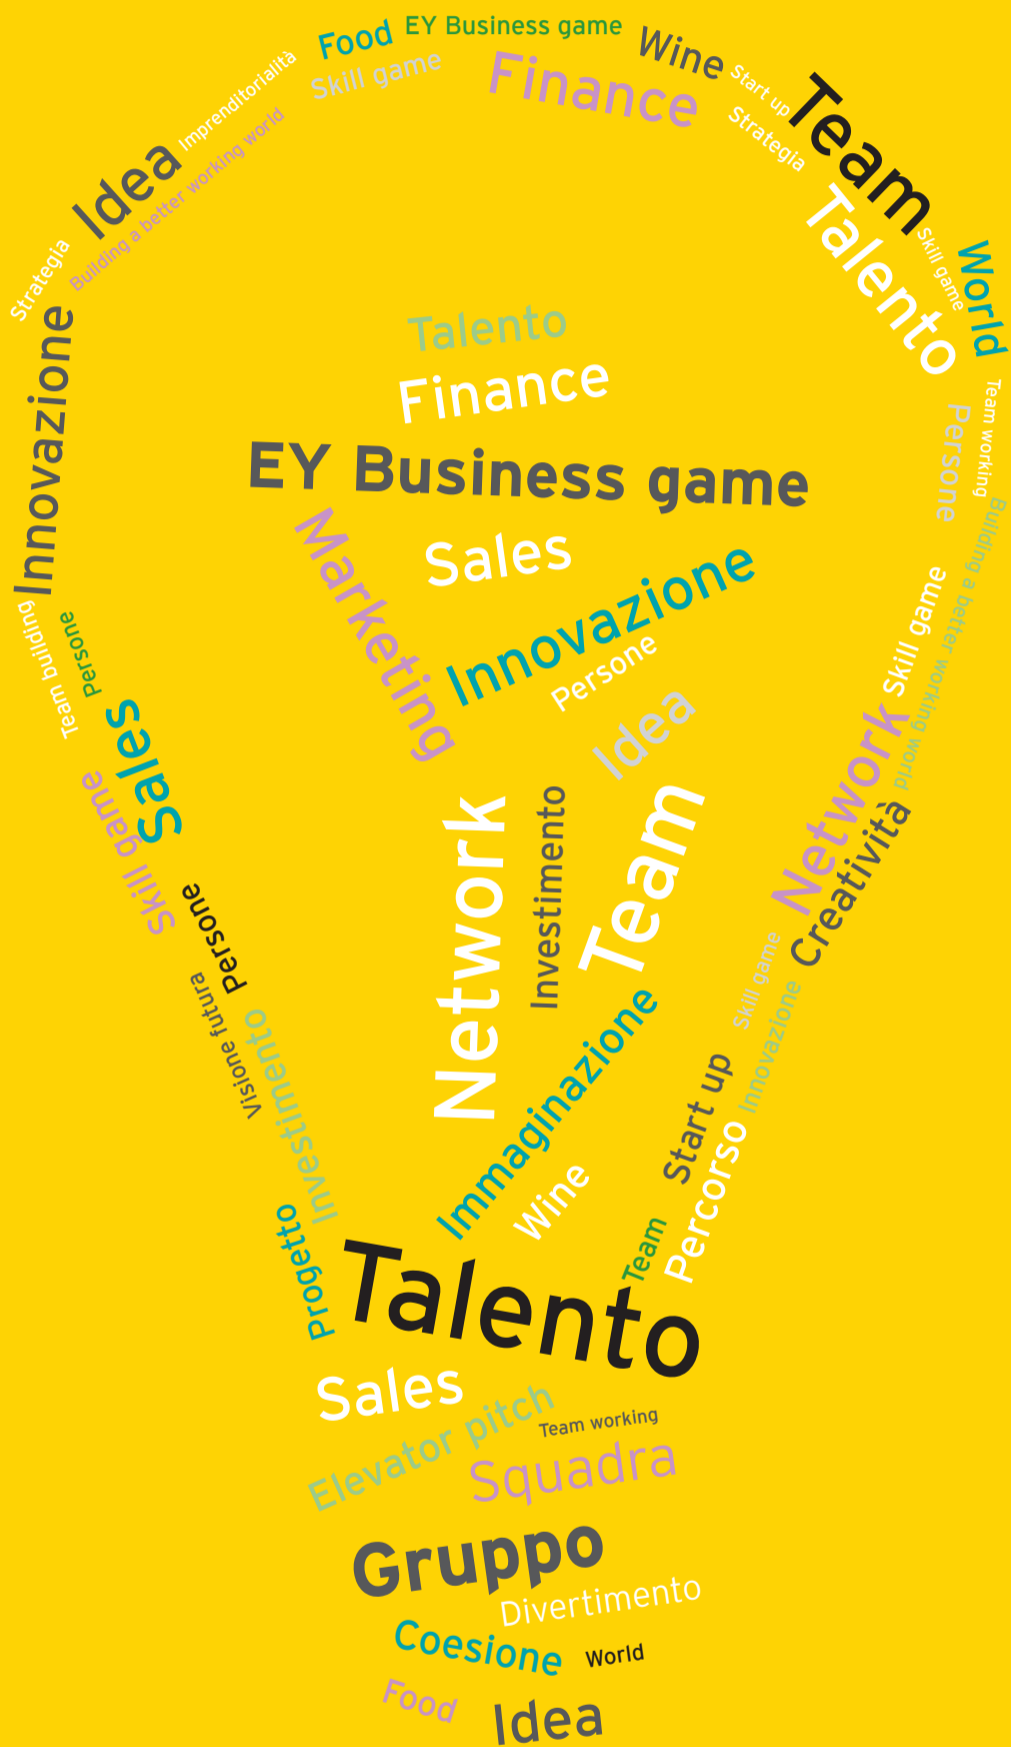 EY Business game
Food
Skill game
Finance
Wine
Start up
Strategia
Team
Talento
Skill game
World
Imprenditorialità
Idea
Building a better working world
Strategia
Innovazione
Talento
Finance
EY Business game
Sales
Marketing
Innovazione
Persone
Idea
Team working
Persone
Building a better working world
Skill game
Network
Creatività
Team building
Persone
Sales
Skill game
Persone
Visione futura
Investimento
Progetto
Network
Investimento
Team
Immaginazione
Wine
Skill game
Innovazione
Start up
Percorso
Team
Talento
Sales
Elevator pitch
Team working
Squadra
Gruppo
Divertimento
Coesione
World
Food
Idea